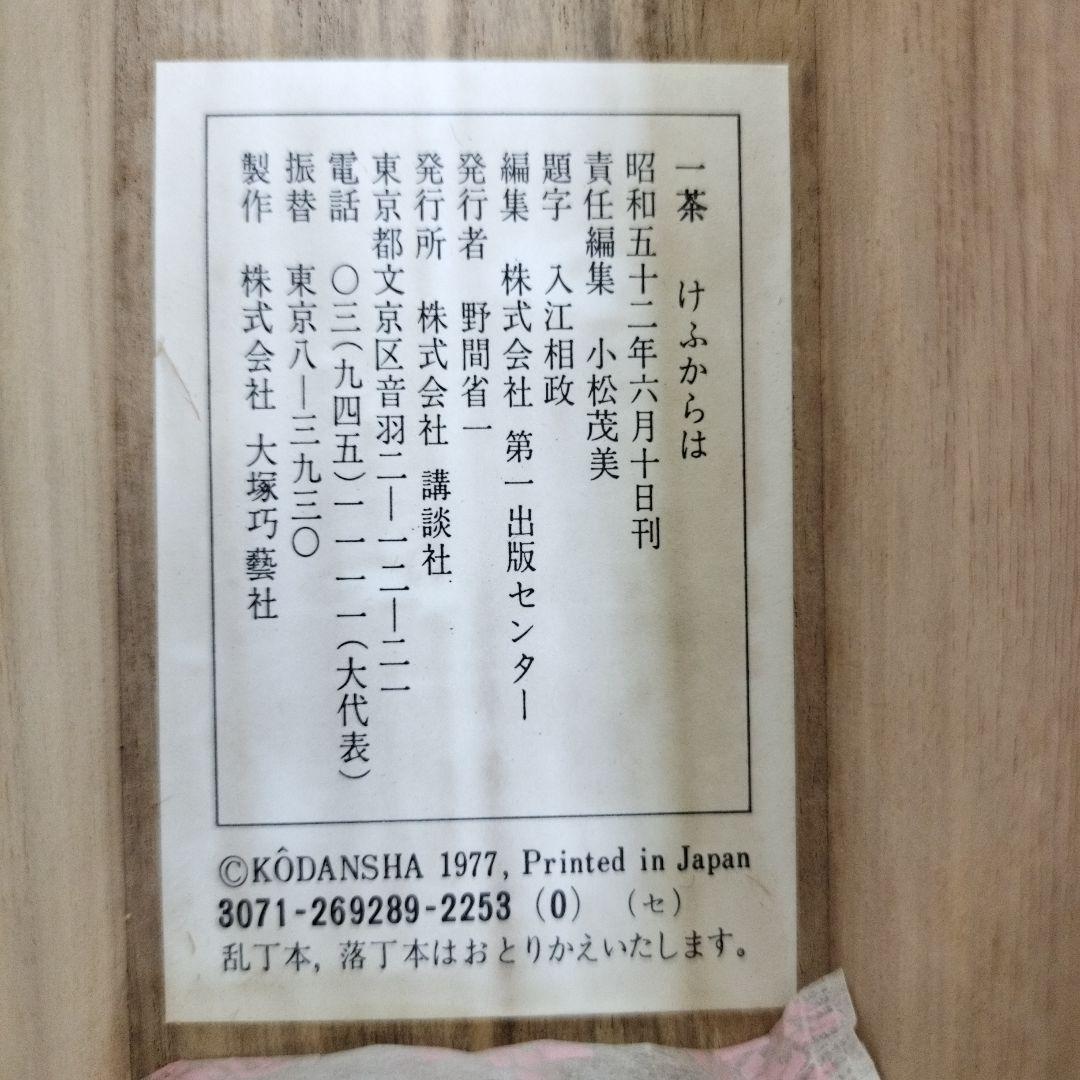 一茶 けふからは
昭和五十二年六月十日刊
責任編集 小松茂美
題字 入江相政
編集 株式会社 第一出版センター
発行者 野間省一
発行所 株式会社 講談社
東京都文京区音羽二―一二―二一
電話 〇三(九四五)一一一一(大代表)
振替 東京八―三九三〇
製作 株式会社 大塚巧藝社
©KÔDANSHA 1977, Printed in Japan
3071-269289-2253 (0) (セ)
乱丁本, 落丁本はおとりかえいたします。